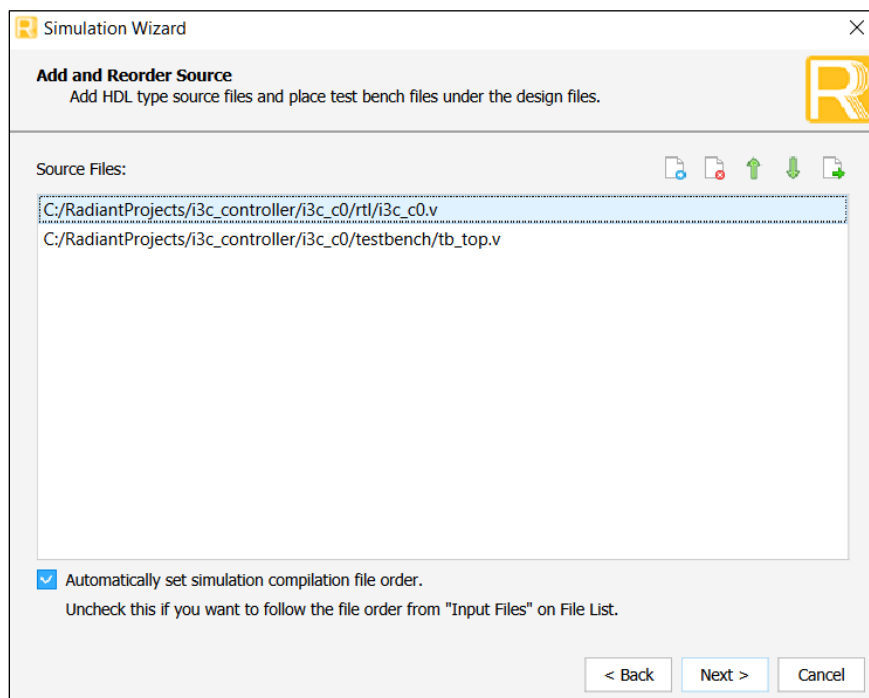 Simulation Wizard
Add and Reorder Source
Add HDL type source files and place test bench files under the design files.
Source Files:
C:/RadiantProjects/i3c_controller/i3c_c0/rtl/i3c_c0.v
C:/RadiantProjects/i3c_controller/i3c_c0/testbench/tb_top.v
Automatically set simulation compilation file order.
Uncheck this if you want to follow the file order from "Input Files" on File List.
< Back Next > Cancel